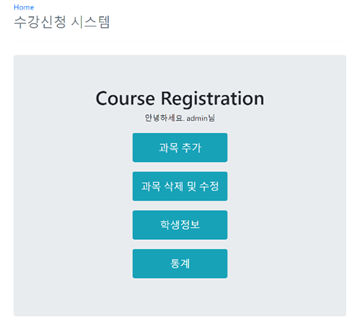 Home
수강신청 시스템
Course Registration
안녕하세요. admin님
과목 추가
과목 삭제 및 수정
학생정보
통계